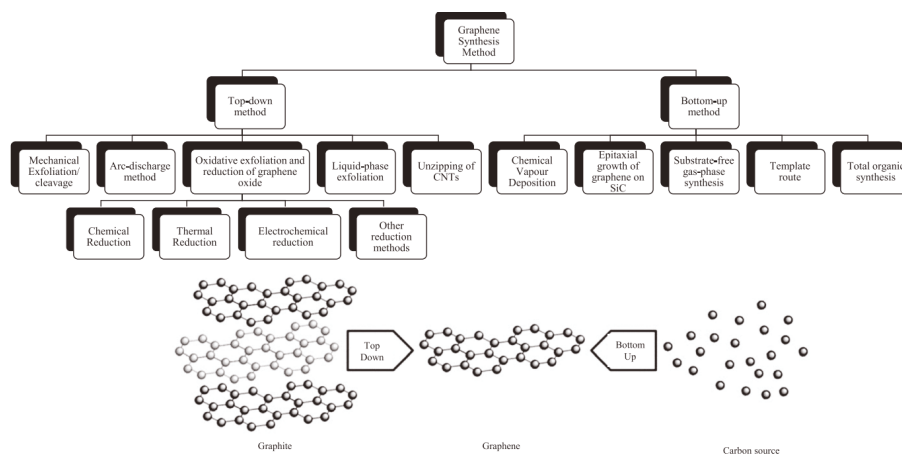 Graphene
Synthesis
Method
Top-down
method
Bottom-up
method
Mechanical
Exfoliation/
cleavage
Arc-discharge
method
Oxidative exfoliation and
reduction of graphene
oxide
Liquid-phase
exfoliation
Unzipping of
CNTs
Chemical
Vapour
Deposition
Epitaxial
growth of
graphene on
SiC
Substrate-free
gas-phase
synthesis
Template
route
Total organic
synthesis
Chemical
Reduction
Thermal
Reduction
Electrochemical
reduction
Other
reduction
methods
Top
Down
Bottom
Up
Graphite
Graphene
Carbon source